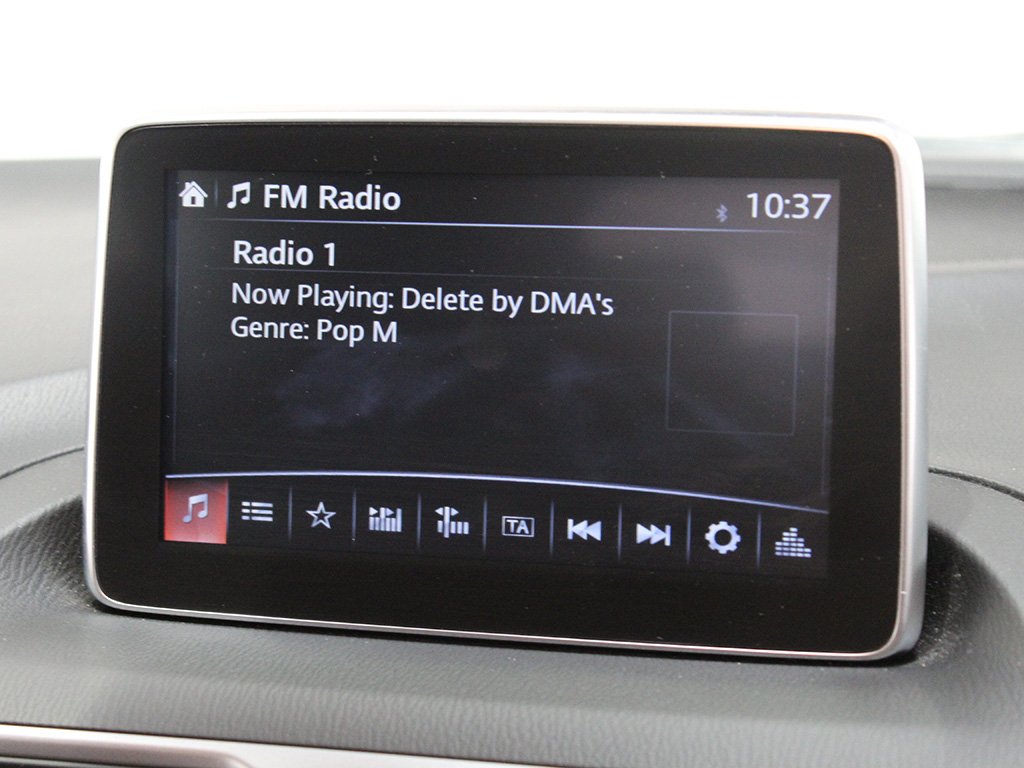 FM Radio
10:37
Radio 1
Now Playing: Delete by DMA's
Genre: Pop M
TA